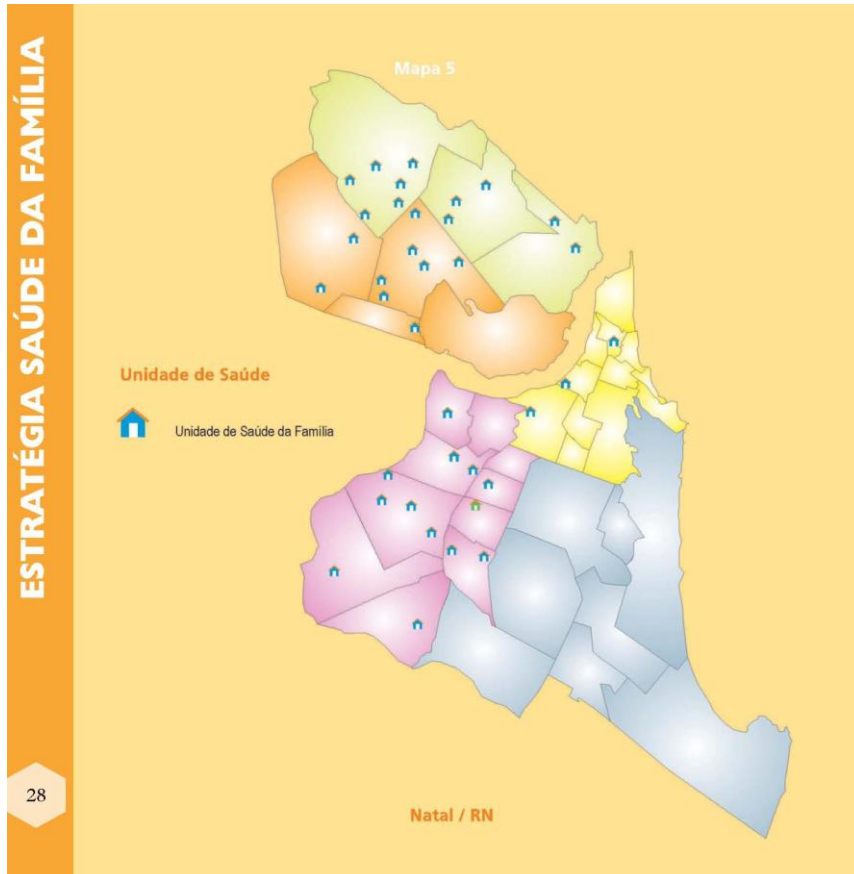 ESTRATÉGIA SAÚDE DA FAMÍLIA
Mapa 5
Unidade de Saúde
Unidade de Saúde da Família
28
Natal / RN